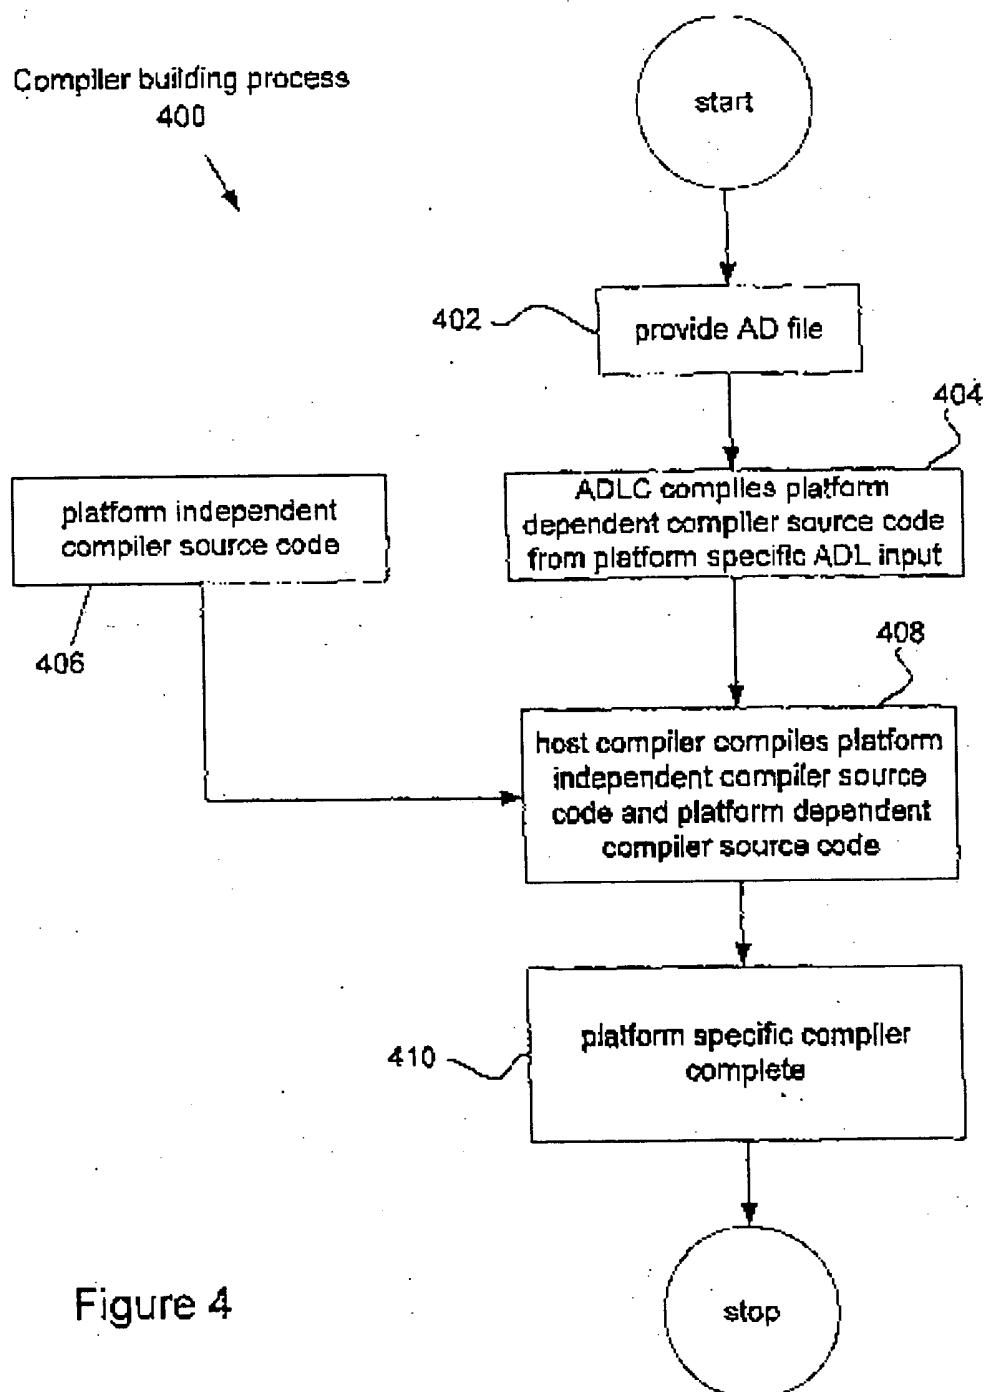 Compiler building process
400
start
402
provide AD file
404
ADLC compiles platform
dependent compiler source code
from platform specific ADL input
platform independent
compiler source code
406
408
host compiler compiles platform
independent compiler source
code and platform dependent
compiler source code
410
platform specific compiler
complete
Figure 4
stop